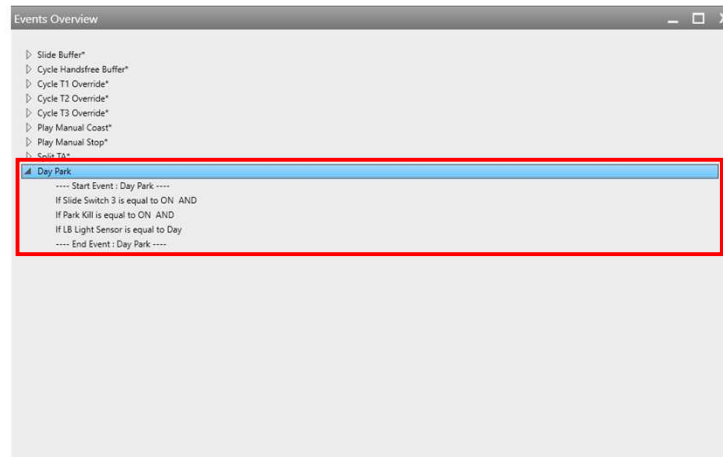 Events Overview
Slide Buffer*
Cycle Handsfree Buffer*
Cycle T1 Override*
Cycle T2 Override*
Cycle T3 Override*
Play Manual Coast*
Play Manual Stop*
Split TA*
Day Park
---- Start Event : Day Park ----
If Slide Switch 3 is equal to ON  AND
If Park Kill is equal to ON  AND
If LB Light Sensor is equal to Day
---- End Event : Day Park ----